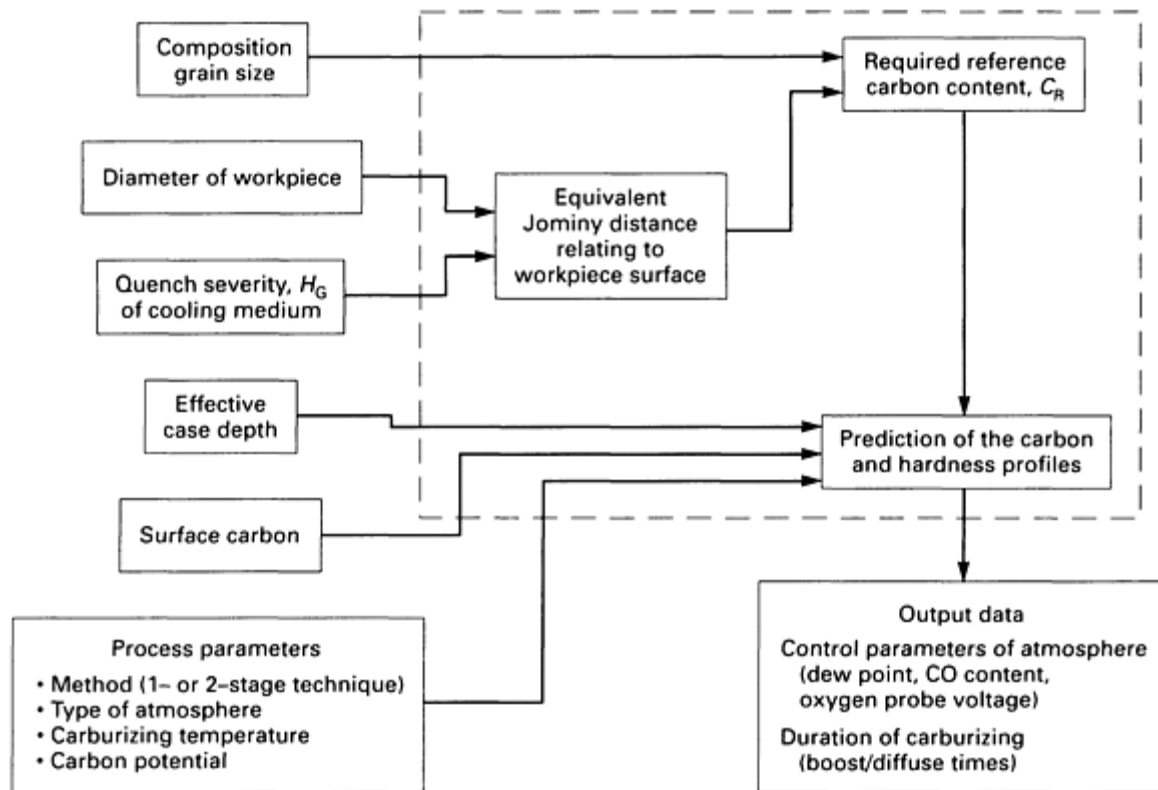 Composition
grain size
Required reference
carbon content, CR
Diameter of workpiece
Equivalent
Jominy distance
relating to
workpiece surface
Quench severity, HG
of cooling medium
Effective
case depth
Prediction of the carbon
and hardness profiles
Surface carbon
Process parameters
• Method (1– or 2–stage technique)
• Type of atmosphere
• Carburizing temperature
• Carbon potential
Output data
Control parameters of atmosphere
(dew point, CO content,
oxygen probe voltage)
Duration of carburizing
(boost/diffuse times)